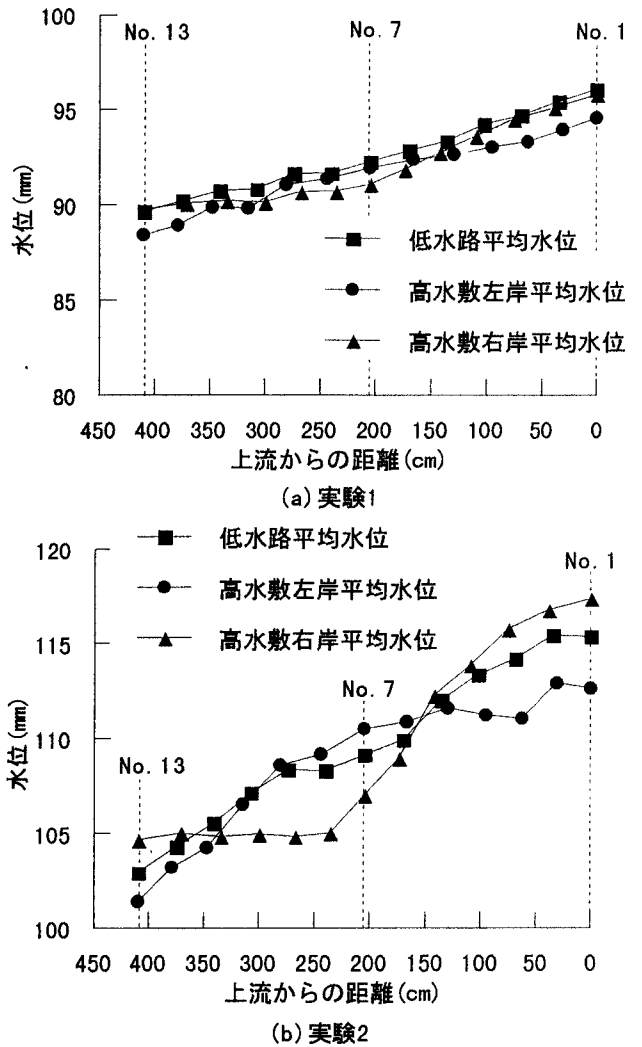 No. 13
No. 7
No. 1
100
95
90
85
80
水位(mm)
低水路平均水位
高水敷左岸平均水位
高水敷右岸平均水位
450 400 350 300 250 200 150 100 50 0
上流からの距離(cm)
(a)実験1
低水路平均水位
高水敷左岸平均水位
高水敷右岸平均水位
No. 1
No. 7
No. 13
120
115
110
105
100
水位(mm)
450 400 350 300 250 200 150 100 50 0
上流からの距離(cm)
(b)実験2